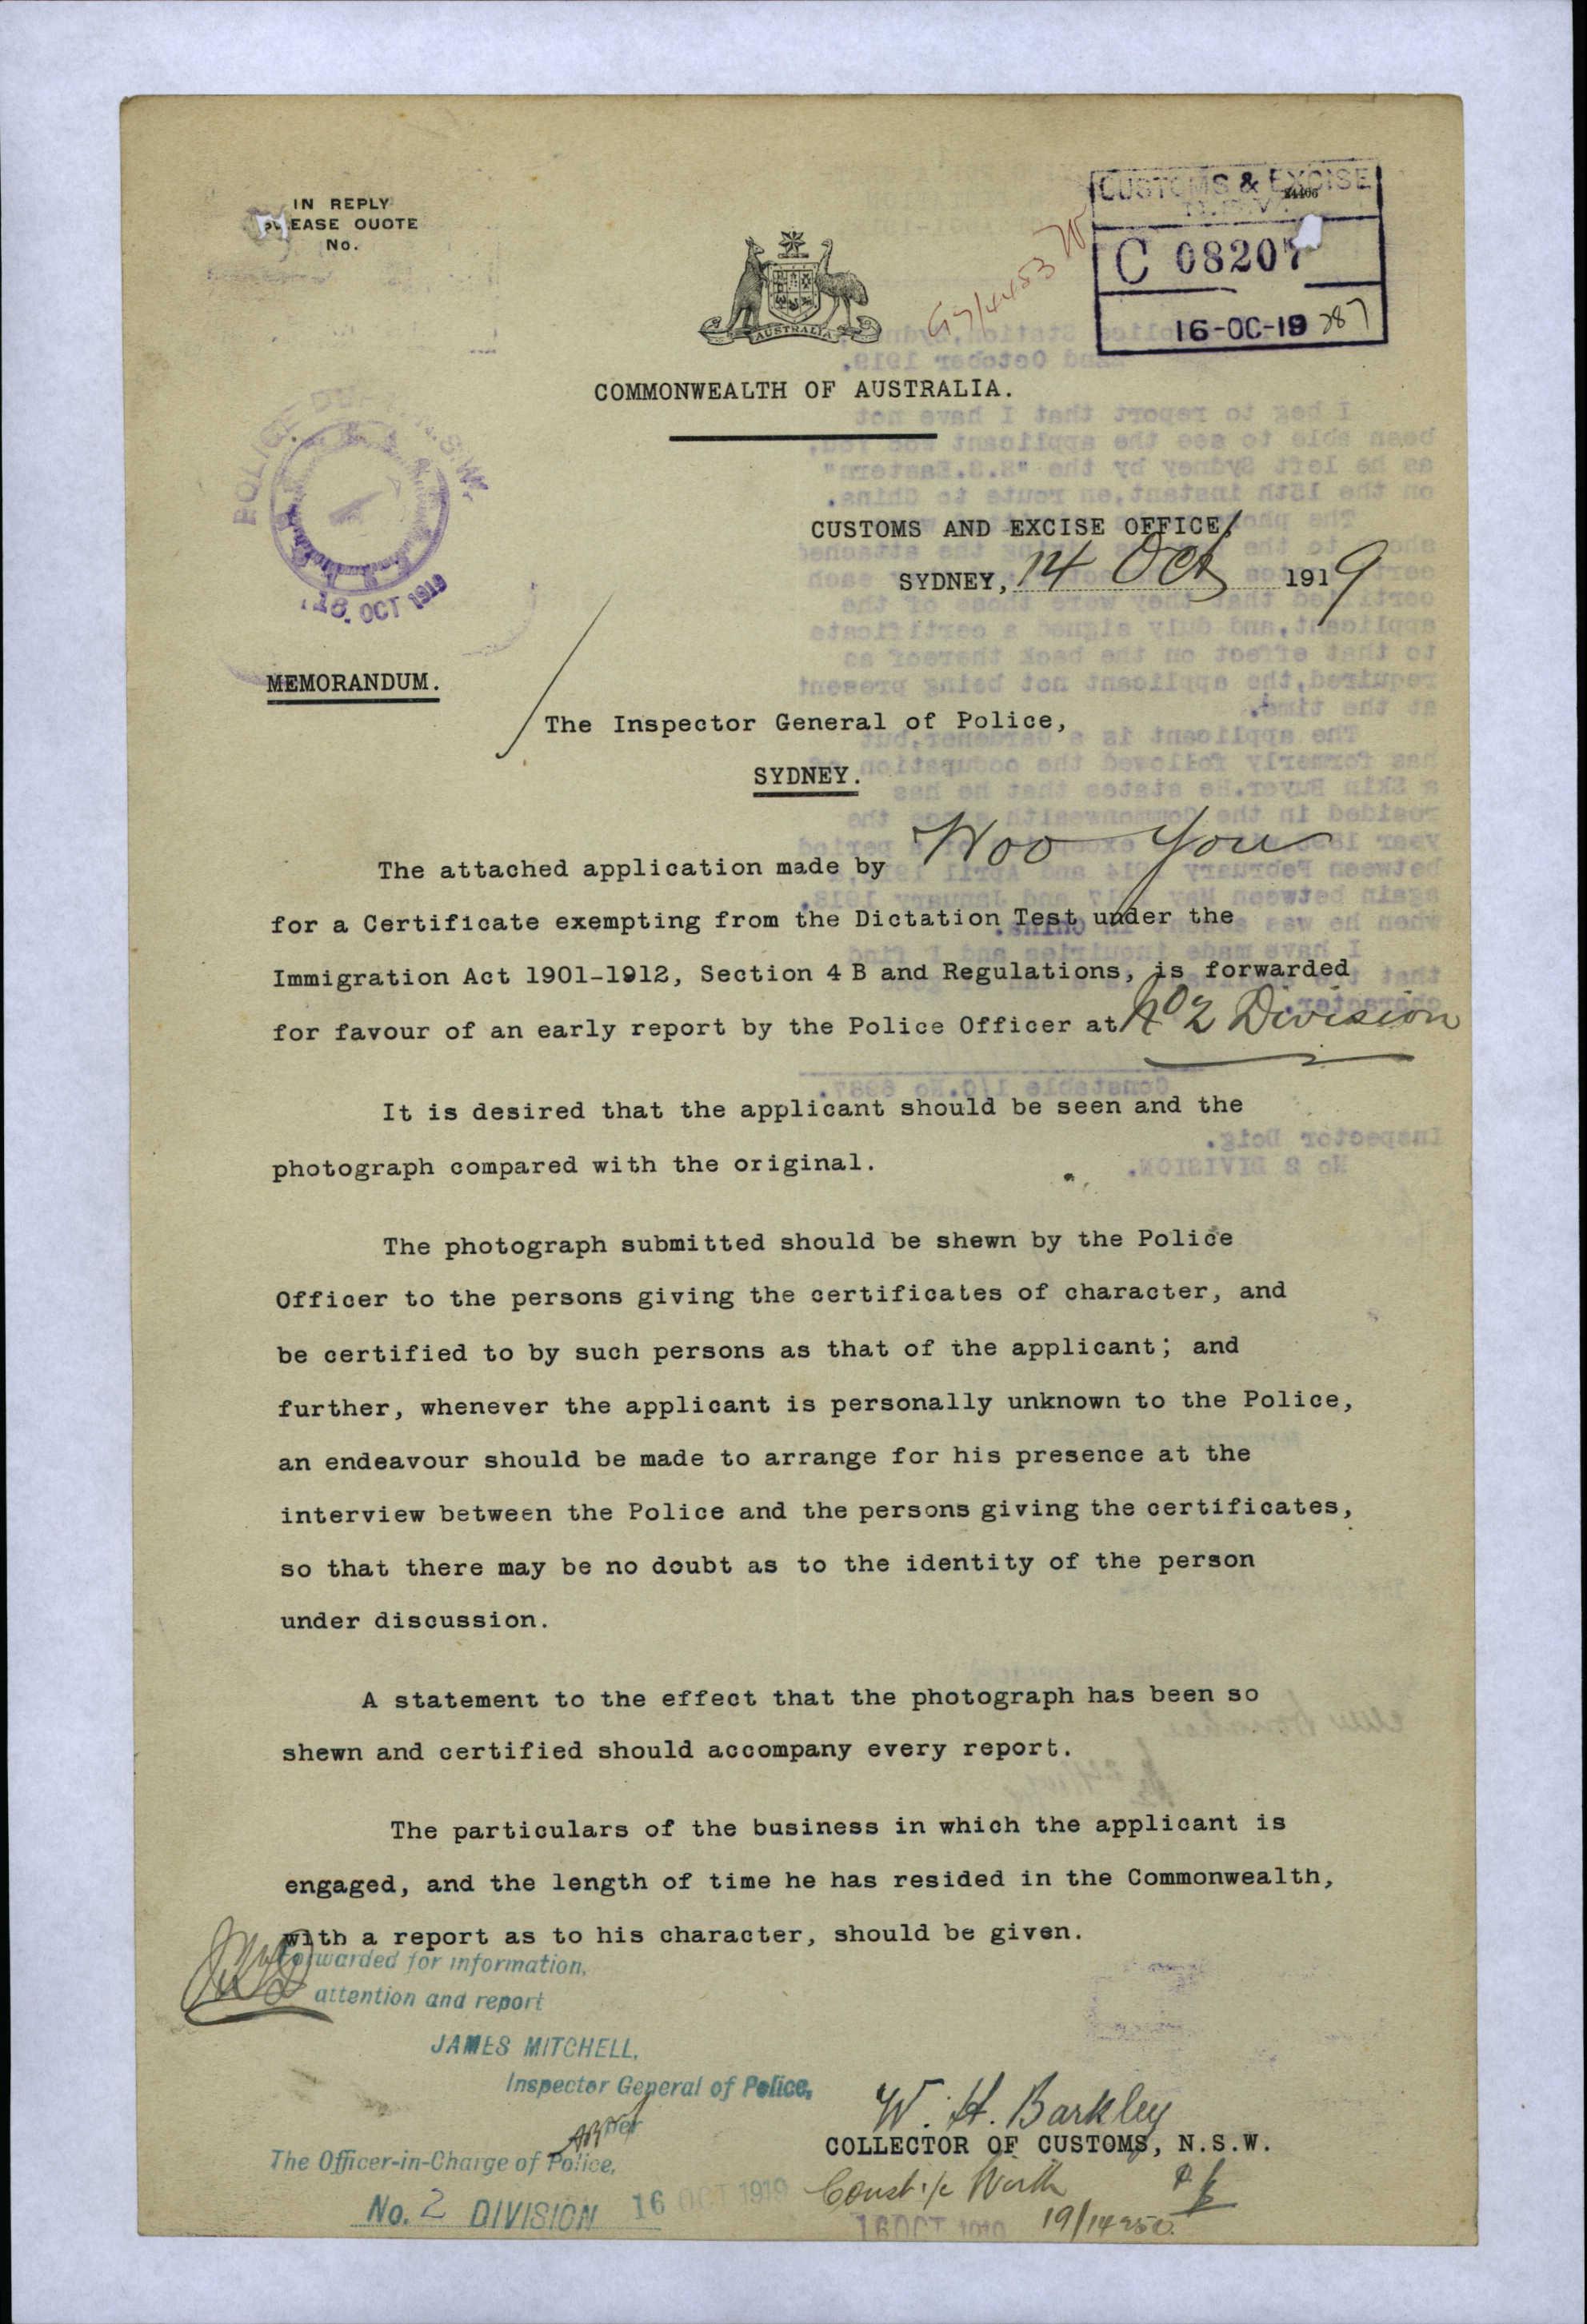 IN REPLY
PLEASE QUOTE
No.
CUSTOMS & EXCISE
C 08207
16-OC-19 287
AUSTRALIA
COMMONWEALTH OF AUSTRALIA.
POLICE N.S.W.
16. OCT 1919
CUSTOMS AND EXCISE OFFICE,
SYDNEY, 14 Oct 1919
MEMORANDUM.
The Inspector General of Police,
SYDNEY.
The attached application made by Woo You
for a Certificate exempting from the Dictation Test under the
Immigration Act 1901-1912, Section 4 B and Regulations, is forwarded
for favour of an early report by the Police Officer at No 2 Division
It is desired that the applicant should be seen and the
photograph compared with the original.
The photograph submitted should be shewn by the Police
Officer to the persons giving the certificates of character, and
be certified to by such persons as that of the applicant; and
further, whenever the applicant is personally unknown to the Police,
an endeavour should be made to arrange for his presence at the
interview between the Police and the persons giving the certificates,
so that there may be no doubt as to the identity of the person
under discussion.
A statement to the effect that the photograph has been so
shewn and certified should accompany every report.
The particulars of the business in which the applicant is
engaged, and the length of time he has resided in the Commonwealth,
with a report as to his character, should be given.
Forwarded for information,
attention and report
JAMES MITCHELL,
Inspector General of Police,
per
The Officer-in-Charge of Police,
No. 2 DIVISION 16 OCT 1919
W. H. Barkley
COLLECTOR OF CUSTOMS, N.S.W.
Const 1/c
16 OCT 1919